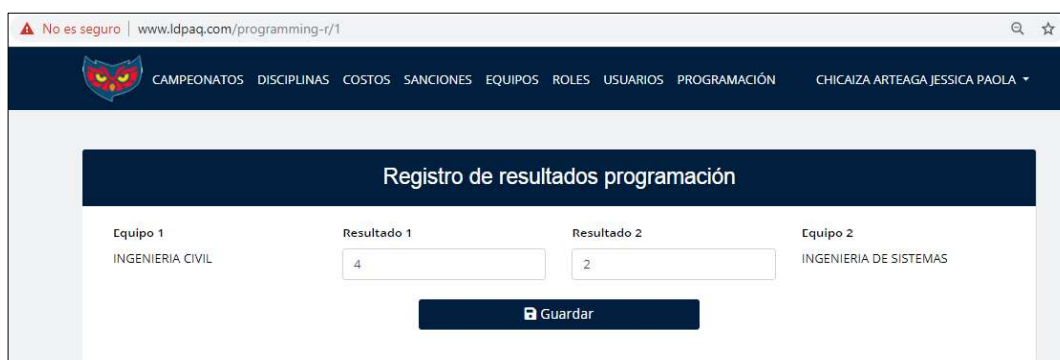 No es seguro | www.ldpaq.com/programming-r/1
CAMPEONATOS DISCIPLINAS COSTOS SANCIONES EQUIPOS ROLES USUARIOS PROGRAMACIÓN CHICAIZA ARTEAGA JESSICA PAOLA
Registro de resultados programación
Equipo 1 Resultado 1 Resultado 2 Equipo 2
INGENIERIA CIVIL 4 2 INGENIERIA DE SISTEMAS
Guardar